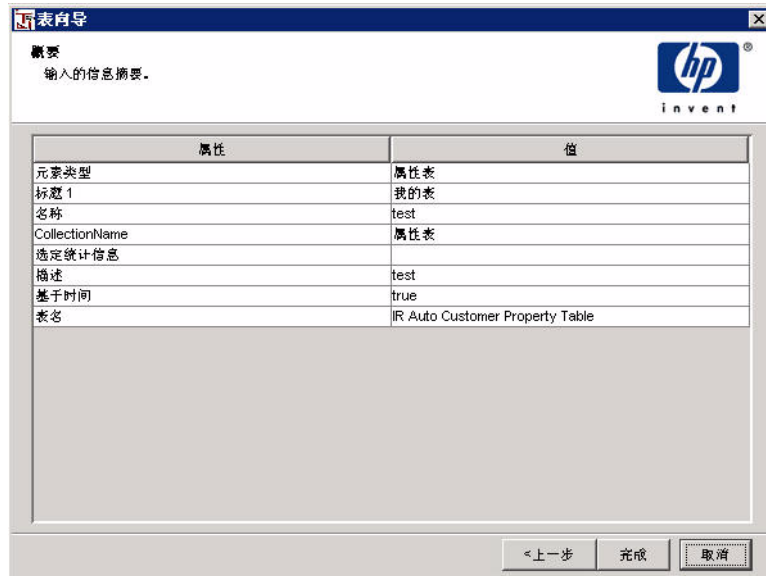 表向导
概要
输入的信息摘要。
hp
®
invent
属性 值
元素类型 属性表
标题 1 我的表
名称 test
CollectionName 属性表
选定统计信息
描述 test
基于时间 true
表名 IR Auto Customer Property Table
<上一步 完成 取消